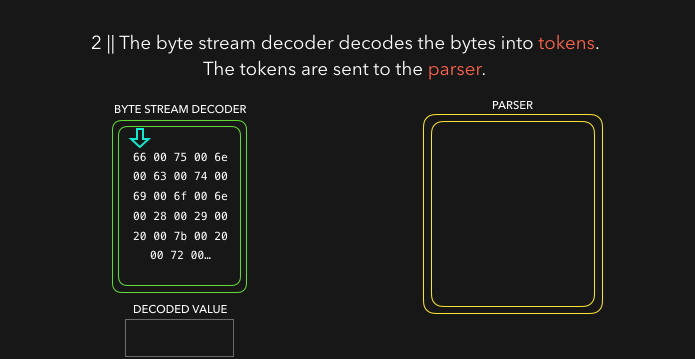 2 || The byte stream decoder decodes the bytes into tokens.
The tokens are sent to the parser.
BYTE STREAM DECODER
PARSER
66 00 75 00 6e
00 63 00 74 00
69 00 6f 00 6e
00 28 00 29 00
20 00 7b 00 20
00 72 00…
DECODED VALUE